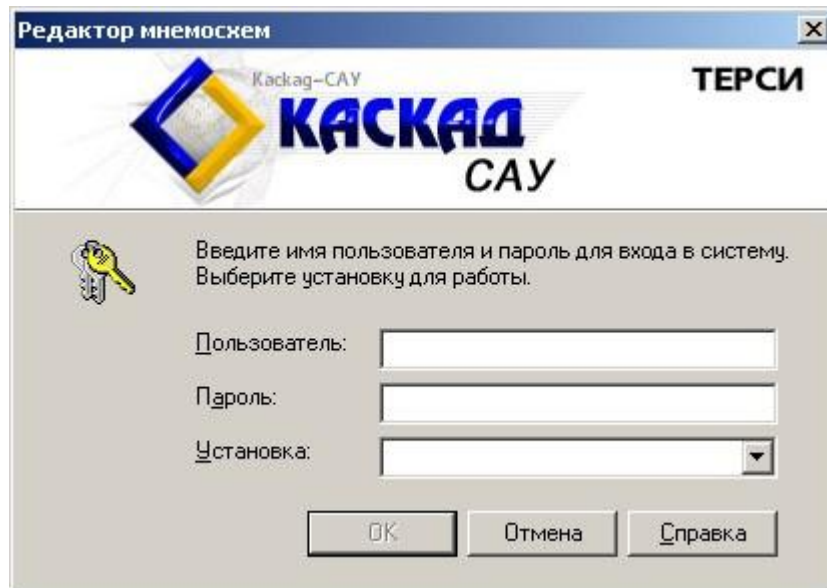 Редактор мнемосхем
Каскад-САУ
ТЕРСИ
КАСКАД
САУ
Введите имя пользователя и пароль для входа в систему.
Выберите установку для работы.
Пользователь:
Пароль:
Установка:
OK
Отмена
Справка